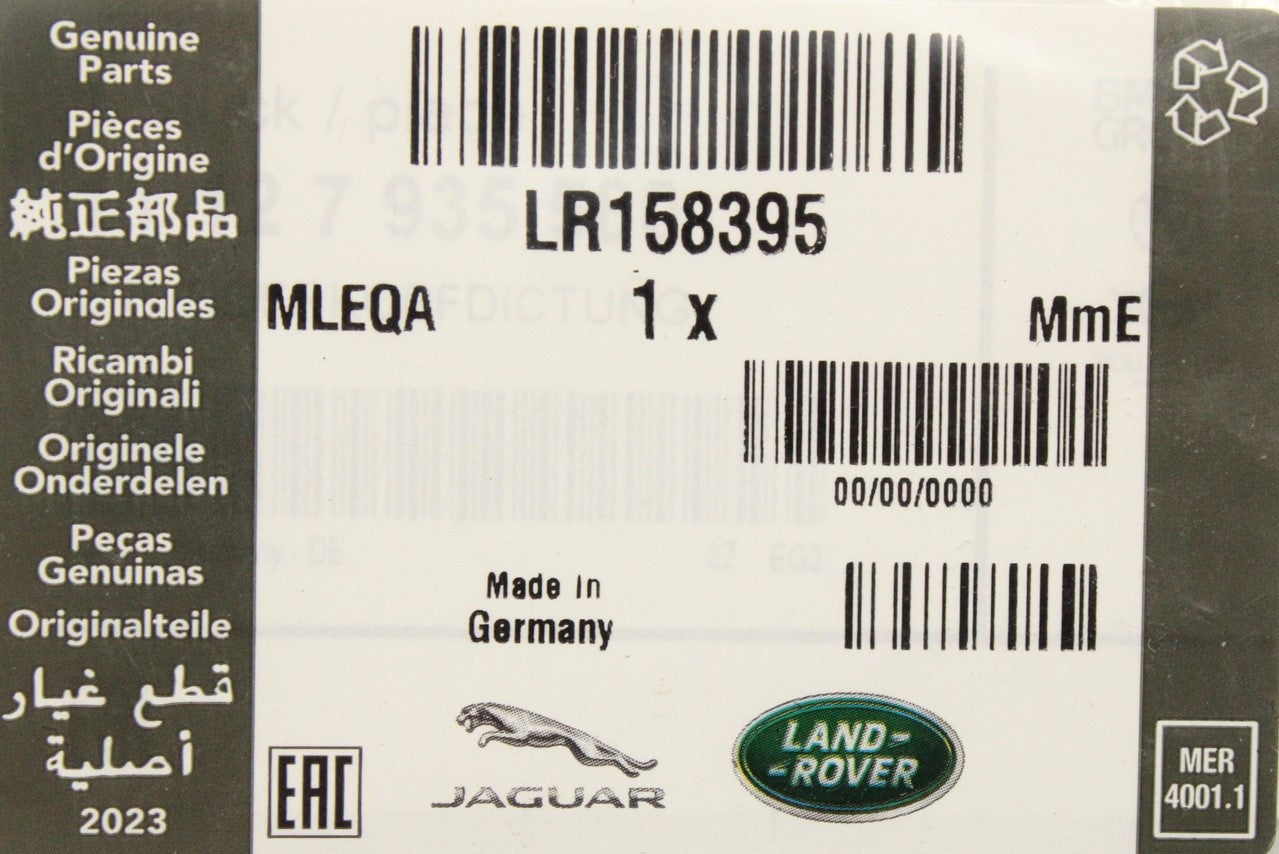 Genuine
Parts
Pièces
d'Origine
純正部品
Piezas
Originales
Ricambi
Originali
Originele
Onderdelen
Peças
Genuinas
Originalteile
قطع غيار
أصلية
2023
LR158395
MLEQA
1 x
MmE
00/00/0000
Made in
Germany
EAC
JAGUAR
LAND-
-ROVER
MER
4001.1